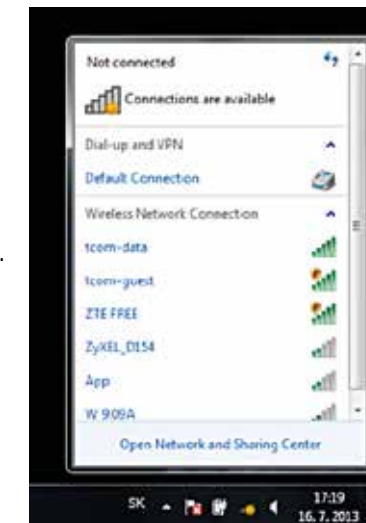 Not connected
Connections are available
Dial-up and VPN
Default Connection
Wireless Network Connection
tcom-data
tcom-guest
ZTE FREE
ZyXEL_D154
App
W 909A
Open Network and Sharing Center
SK
17:19
16. 7. 2013
.